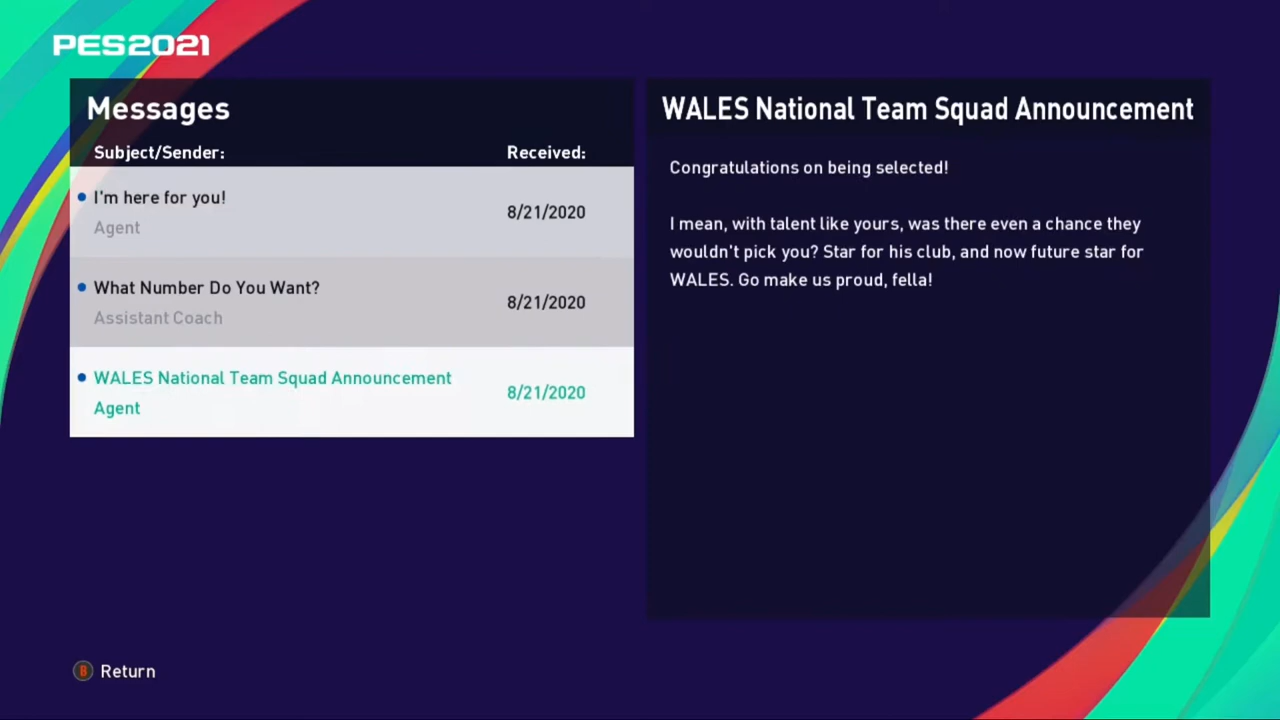 PES2021
Messages
Subject/Sender: Received:
I'm here for you!
Agent
8/21/2020
What Number Do You Want?
Assistant Coach
8/21/2020
WALES National Team Squad Announcement
Agent
8/21/2020
WALES National Team Squad Announcement
Congratulations on being selected!
I mean, with talent like yours, was there even a chance they
wouldn't pick you? Star for his club, and now future star for
WALES. Go make us proud, fella!
B Return